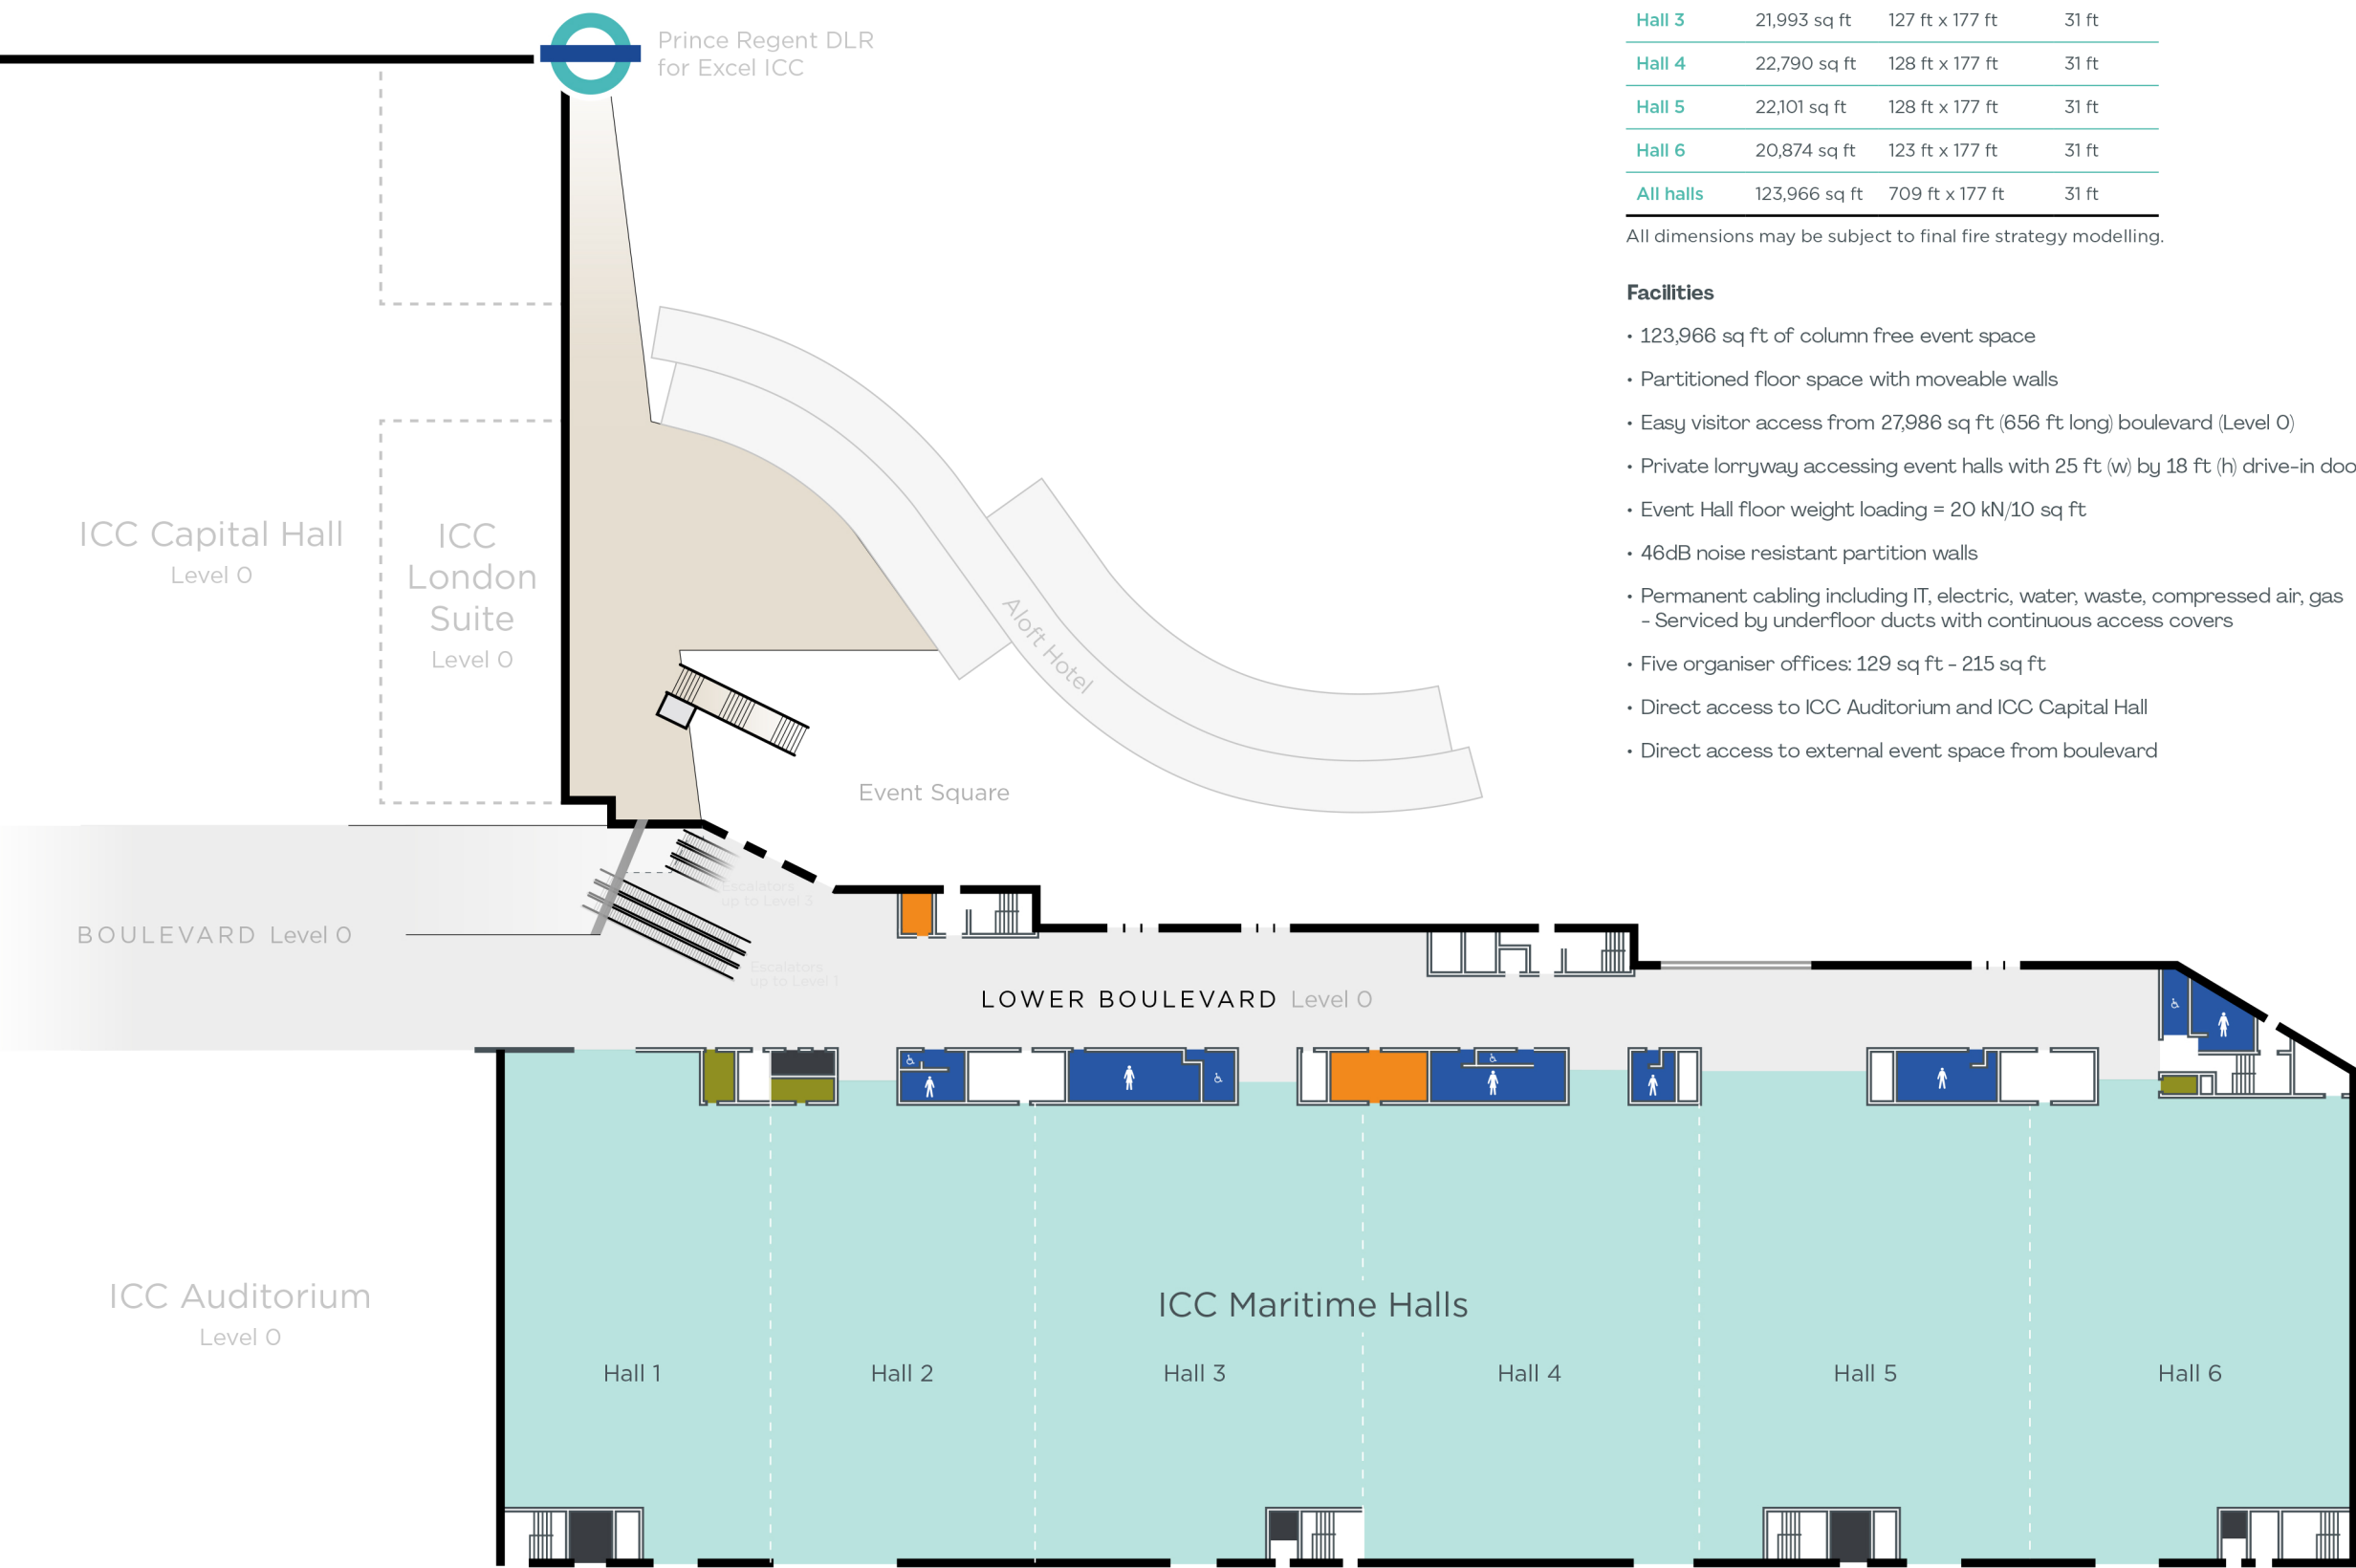 Prince Regent DLR
for Excel ICC
Hall 3 21,993 sq ft 127 ft x 177 ft 31 ft
Hall 4 22,790 sq ft 128 ft x 177 ft 31 ft
Hall 5 22,101 sq ft 128 ft x 177 ft 31 ft
Hall 6 20,874 sq ft 123 ft x 177 ft 31 ft
All halls 123,966 sq ft 709 ft x 177 ft 31 ft
All dimensions may be subject to final fire strategy modelling.
Facilities
• 123,966 sq ft of column free event space
• Partitioned floor space with moveable walls
• Easy visitor access from 27,986 sq ft (656 ft long) boulevard (Level 0)
• Private lorryway accessing event halls with 25 ft (w) by 18 ft (h) drive-in doo
• Event Hall floor weight loading = 20 kN/10 sq ft
• 46dB noise resistant partition walls
• Permanent cabling including IT, electric, water, waste, compressed air, gas
- Serviced by underfloor ducts with continuous access covers
• Five organiser offices: 129 sq ft - 215 sq ft
• Direct access to ICC Auditorium and ICC Capital Hall
• Direct access to external event space from boulevard
ICC Capital Hall
Level 0
ICC
London
Suite
Level 0
Aloft Hotel
Event Square
Escalators
up to Level 3
BOULEVARD Level 0
Escalators
up to Level 1
LOWER BOULEVARD Level 0
ICC Auditorium
Level 0
ICC Maritime Halls
Hall 1
Hall 2
Hall 3
Hall 4
Hall 5
Hall 6